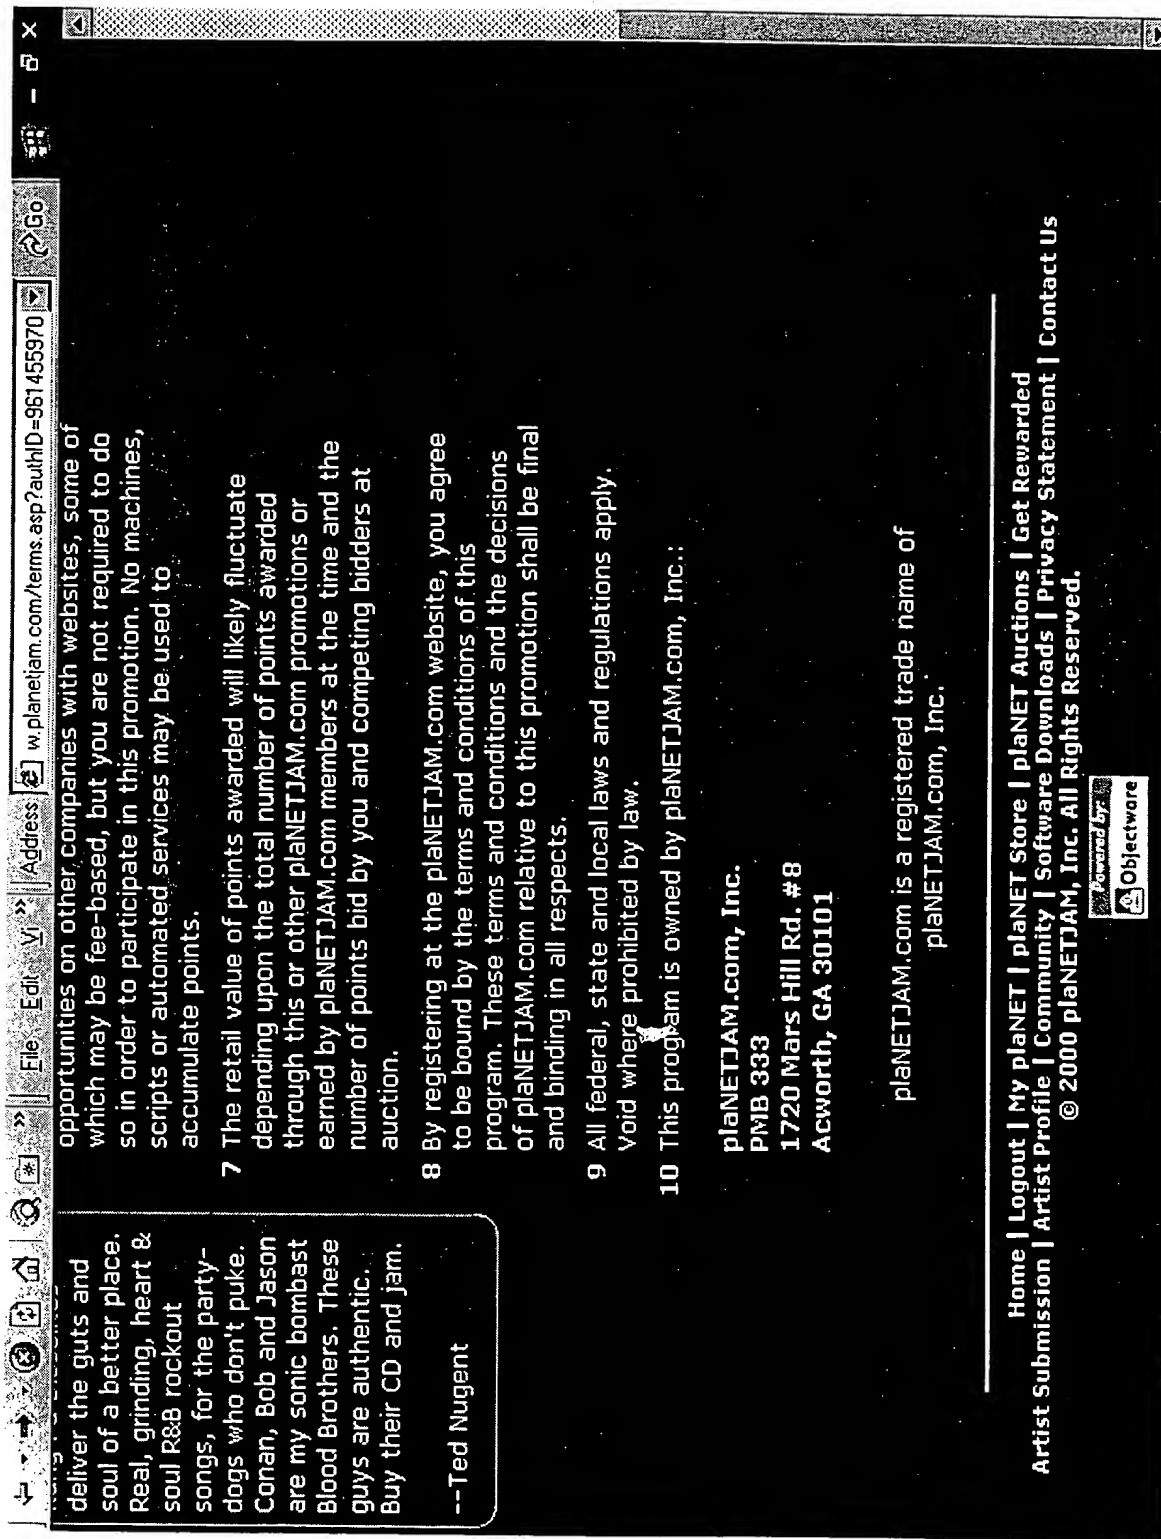 File Edit Vi » Address w.planetjam.com/terms.asp?authID=961455970 Go
deliver the guts and
soul of a better place.
Real, grinding, heart &
soul R&B rockout
songs, for the party-
dogs who don't puke.
Conan, Bob and Jason
are my sonic bombast
Blood Brothers. These
guys are authentic.
Buy their CD and jam.
--Ted Nugent
opportunities on other companies with websites, some of
which may be fee-based, but you are not required to do
so in order to participate in this promotion. No machines,
scripts or automated services may be used to
accumulate points.
7 The retail value of points awarded will likely fluctuate
depending upon the total number of points awarded
through this or other plaNETJAM.com promotions or
earned by plaNETJAM.com members at the time and the
number of points bid by you and competing bidders at
auction.
8 By registering at the plaNETJAM.com website, you agree
to be bound by the terms and conditions of this
program. These terms and conditions and the decisions
of plaNETJAM.com relative to this promotion shall be final
and binding in all respects.
9 All federal, state and local laws and regulations apply.
Void where prohibited by law.
10 This program is owned by plaNETJAM.com, Inc.:
plaNETJAM.com, Inc.
PMB 333
1720 Mars Hill Rd. #8
Acworth, GA 30101
plaNETJAM.com is a registered trade name of
plaNETJAM.com, Inc.
Home | Logout | My plaNET | plaNET Store | plaNET Auctions | Get Rewarded
Artist Submission | Artist Profile | Community | Software Downloads | Privacy Statement | Contact Us
© 2000 plaNETJAM, Inc. All Rights Reserved.
Powered by:
Objectware